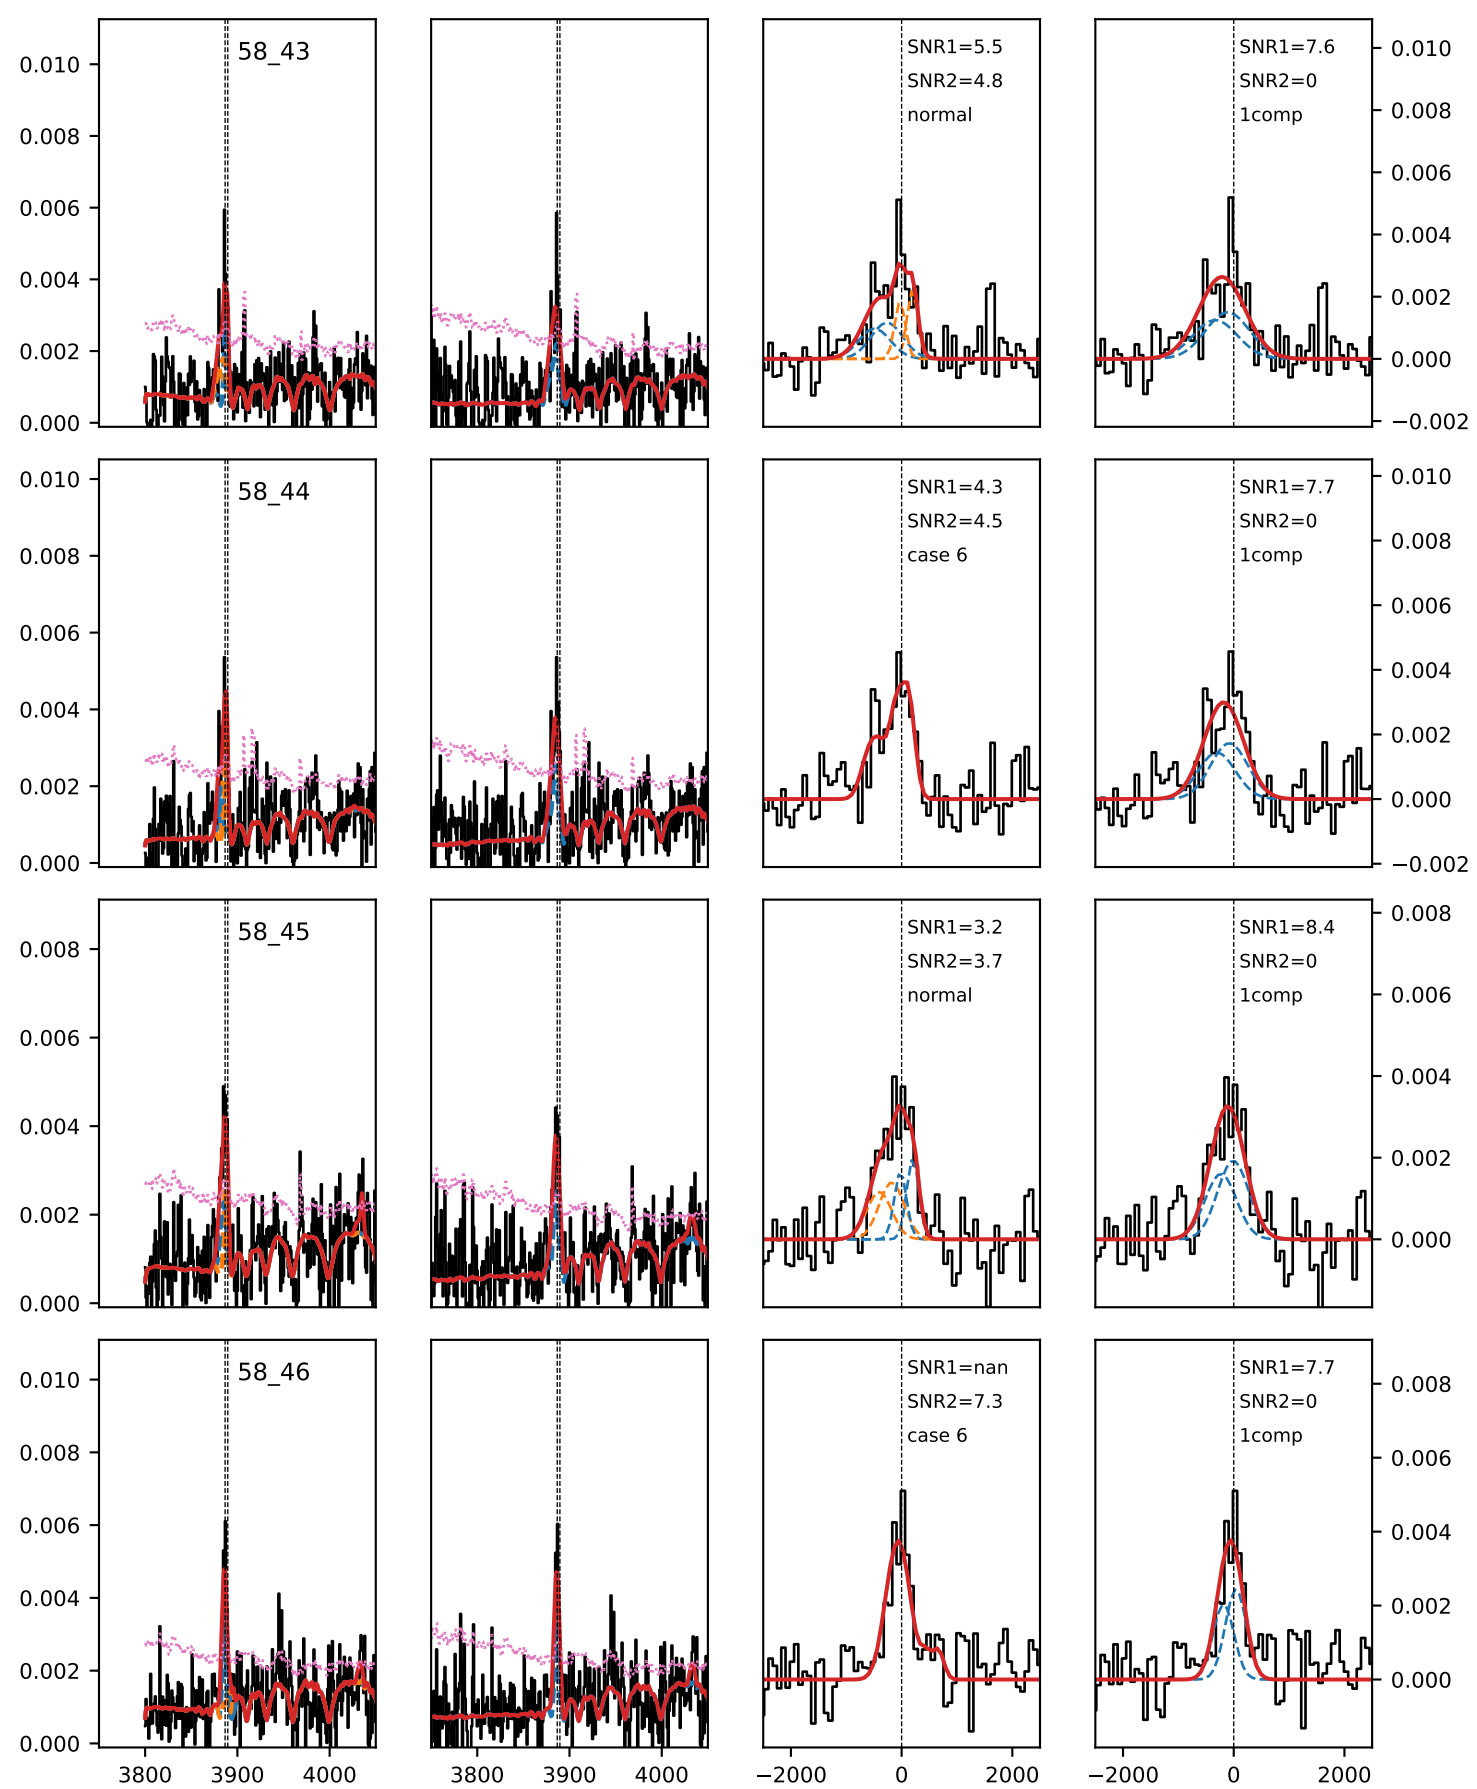 58_43
SNR1=5.5
SNR2=4.8
normal
SNR1=7.6
SNR2=0
1comp
0.010
0.008
0.006
0.004
0.002
0.000
0.010
0.008
0.006
0.004
0.002
0.000
−0.002
58_44
SNR1=4.3
SNR2=4.5
case 6
SNR1=7.7
SNR2=0
1comp
0.010
0.008
0.006
0.004
0.002
0.000
0.010
0.008
0.006
0.004
0.002
0.000
−0.002
58_45
SNR1=3.2
SNR2=3.7
normal
SNR1=8.4
SNR2=0
1comp
0.008
0.006
0.004
0.002
0.000
0.008
0.006
0.004
0.002
0.000
58_46
SNR1=nan
SNR2=7.3
case 6
SNR1=7.7
SNR2=0
1comp
0.010
0.008
0.006
0.004
0.002
0.000
0.008
0.006
0.004
0.002
0.000
3800 3900 4000
3800 3900 4000
−2000 0 2000
−2000 0 2000